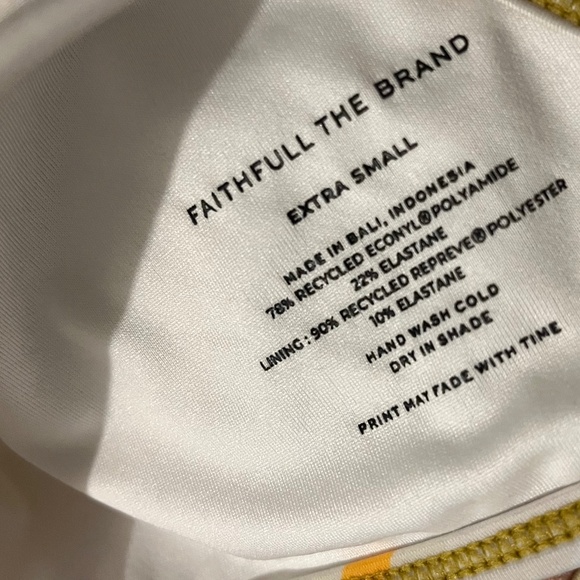 FAITHFULL THE BRAND
EXTRA SMALL
MADE IN BALI, INDONESIA
78% RECYCLED ECONYL®POLYAMIDE
22% ELASTANE
LINING : 90% RECYCLED REPREVE®POLYESTER
10% ELASTANE
HAND WASH COLD
DRY IN SHADE
PRINT MAY FADE WITH TIME